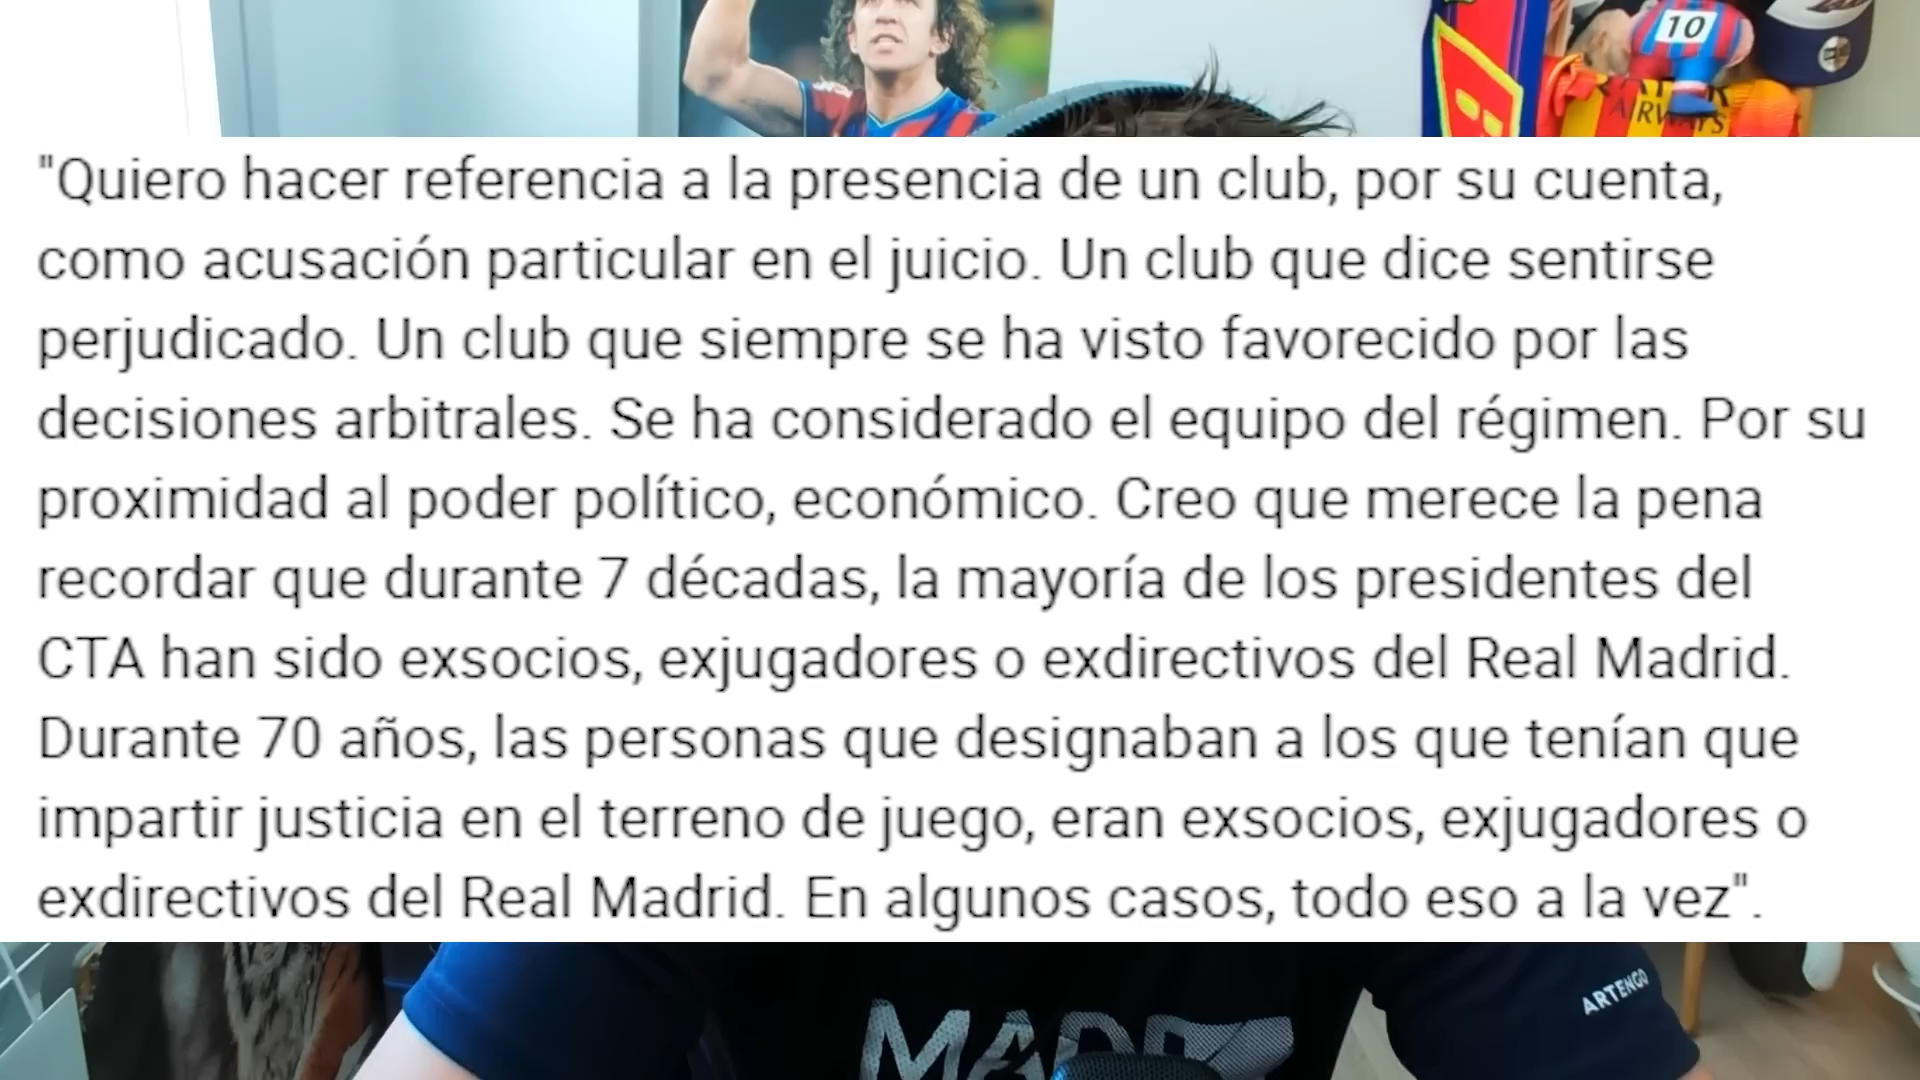 10
AIRWAYS
"Quiero hacer referencia a la presencia de un club, por su cuenta,
como acusación particular en el juicio. Un club que dice sentirse
perjudicado. Un club que siempre se ha visto favorecido por las
decisiones arbitrales. Se ha considerado el equipo del régimen. Por su
proximidad al poder político, económico. Creo que merece la pena
recordar que durante 7 décadas, la mayoría de los presidentes del
CTA han sido exsocios, exjugadores o exdirectivos del Real Madrid.
Durante 70 años, las personas que designaban a los que tenían que
impartir justicia en el terreno de juego, eran exsocios, exjugadores o
exdirectivos del Real Madrid. En algunos casos, todo eso a la vez".
ARTENGO